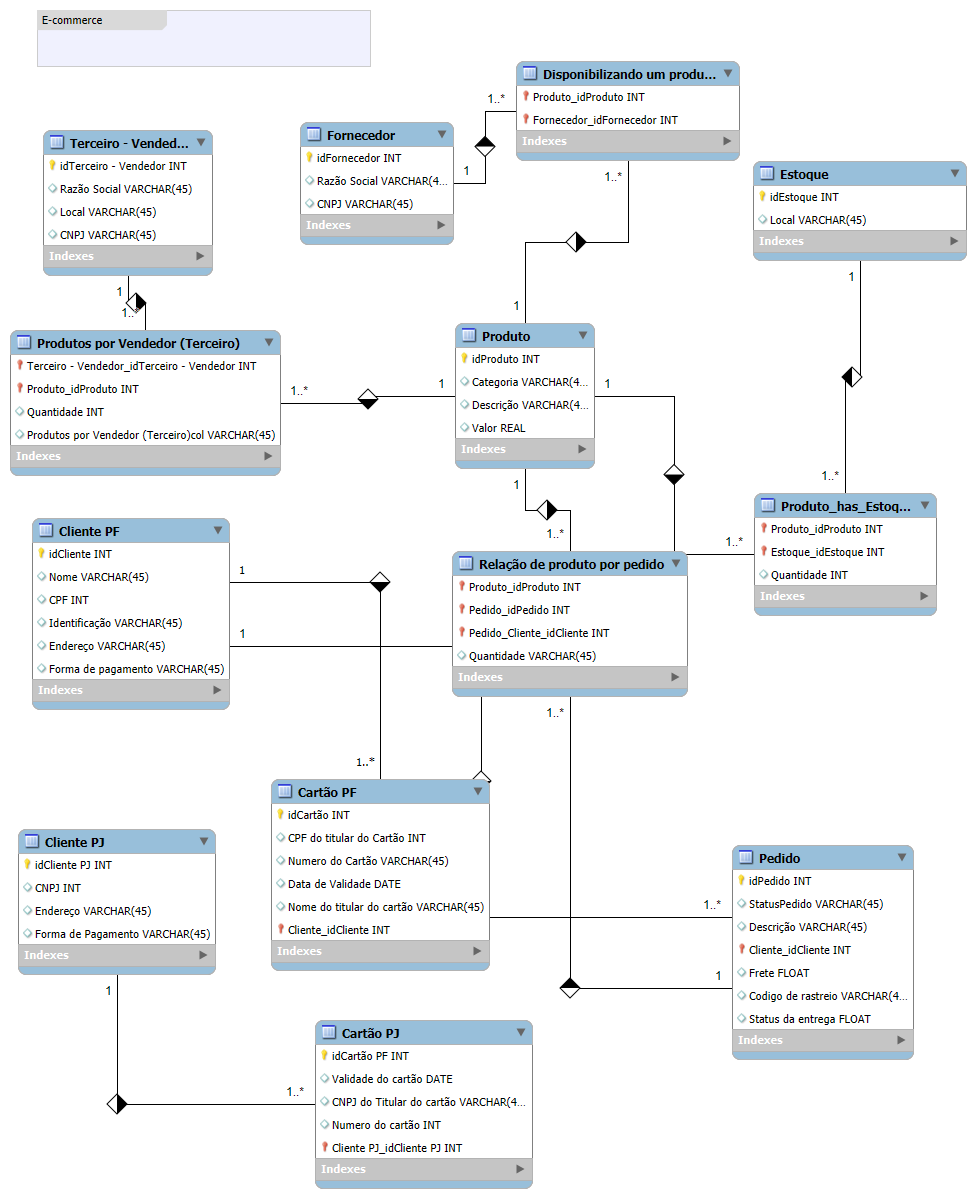 E-commerce
Disponibilizando um produ...
Produto_idProduto INT
Fornecedor_idFornecedor INT
Indexes
1..*
1
1..*
Fornecedor
idFornecedor INT
Razão Social VARCHAR(4...
CNPJ VARCHAR(45)
Indexes
Terceiro - Vended...
idTerceiro - Vendedor INT
Razão Social VARCHAR(45)
Local VARCHAR(45)
CNPJ VARCHAR(45)
Indexes
1
1..*
Estoque
idEstoque INT
Local VARCHAR(45)
Indexes
1
1..*
Produtos por Vendedor (Terceiro)
Terceiro - Vendedor_idTerceiro - Vendedor INT
Produto_idProduto INT
Quantidade INT
Produtos por Vendedor (Terceiro)col VARCHAR(45)
Indexes
1..*
1
1
Produto
idProduto INT
Categoria VARCHAR(4...
Descrição VARCHAR(4...
Valor REAL
Indexes
1
1
1..*
1..*
Produto_has_Estoq...
Produto_idProduto INT
Estoque_idEstoque INT
Quantidade INT
Indexes
Cliente PF
idCliente INT
Nome VARCHAR(45)
CPF INT
Identificação VARCHAR(45)
Endereço VARCHAR(45)
Forma de pagamento VARCHAR(45)
Indexes
1
1
1..*
Relação de produto por pedido
Produto_idProduto INT
Pedido_idPedido INT
Pedido_Cliente_idCliente INT
Quantidade VARCHAR(45)
Indexes
1..*
Cartão PF
idCartão INT
CPF do titular do Cartão INT
Numero do Cartão VARCHAR(45)
Data de Validade DATE
Nome do titular do cartão VARCHAR(45)
Cliente_idCliente INT
Indexes
Cliente PJ
idCliente PJ INT
CNPJ INT
Endereço VARCHAR(45)
Forma de Pagamento VARCHAR(45)
Indexes
1
1..*
Pedido
idPedido INT
StatusPedido VARCHAR(45)
Descrição VARCHAR(45)
Cliente_idCliente INT
Frete FLOAT
Codigo de rastreio VARCHAR(4...
Status da entrega FLOAT
Indexes
1..*
1
Cartão PJ
idCartão PF INT
Validade do cartão DATE
CNPJ do Titular do cartão VARCHAR(4...
Numero do cartão INT
Cliente PJ_idCliente PJ INT
Indexes